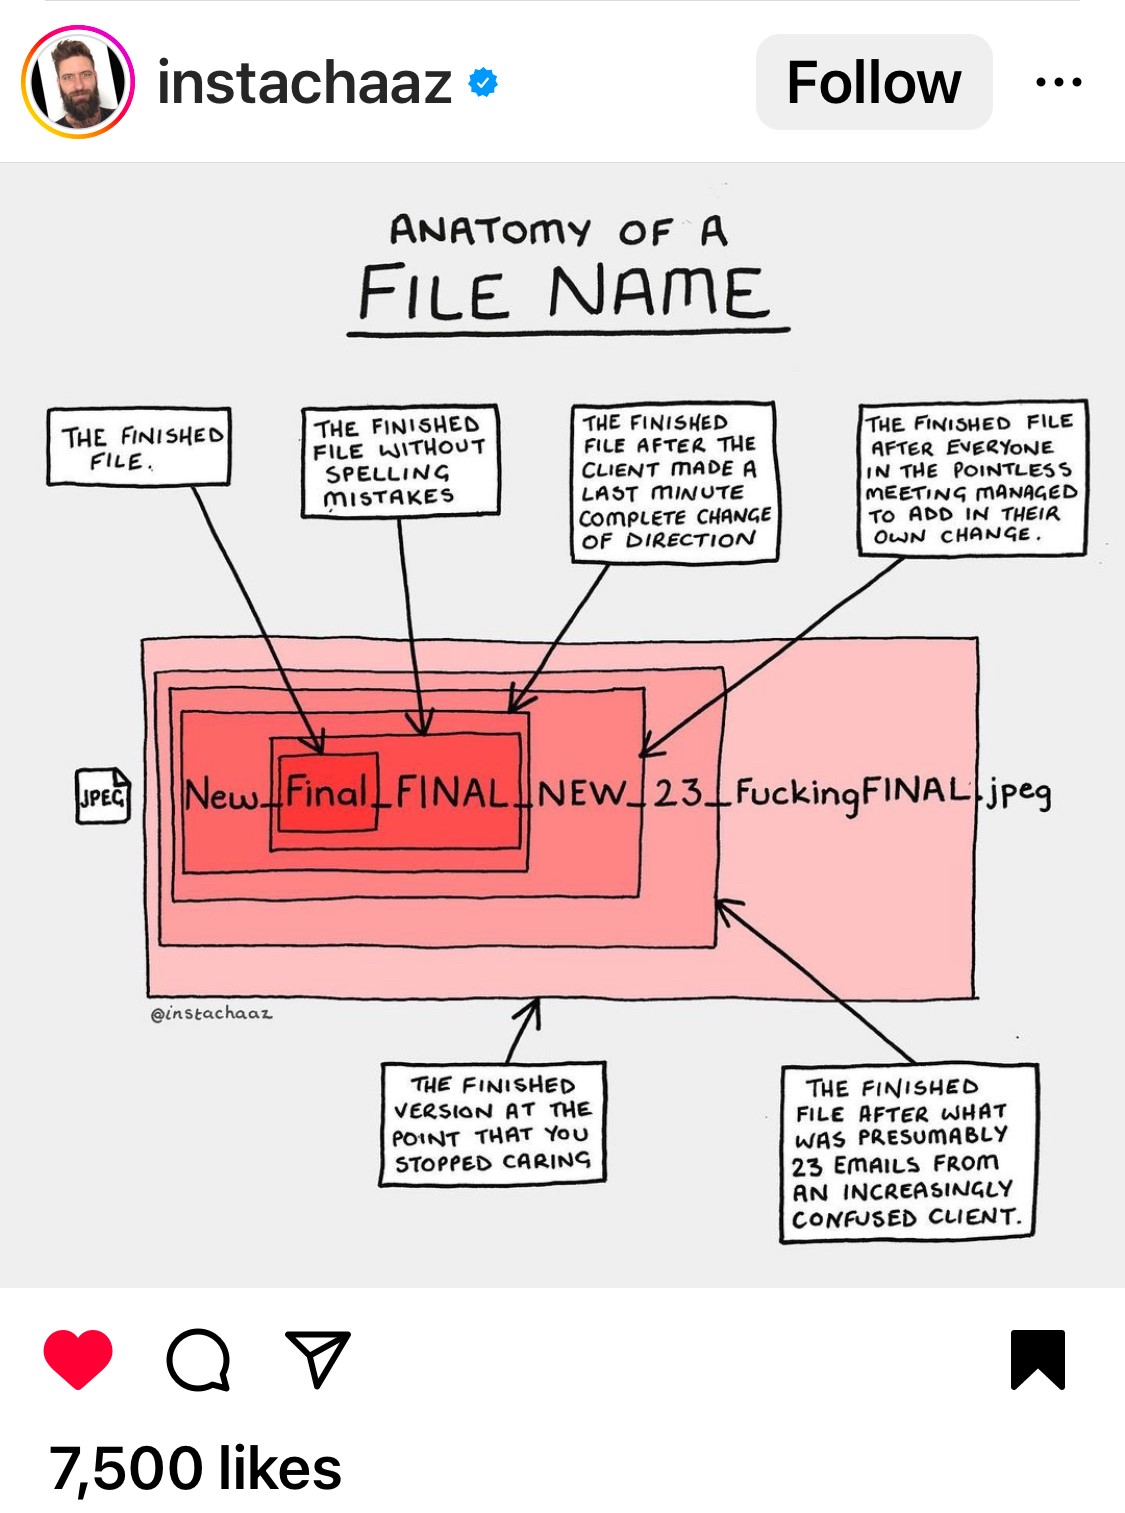 instachaaz
Follow
ANATOMY OF A
FILE NAME
THE FINISHED
FILE.
THE FINISHED
FILE WITHOUT
SPELLING
MISTAKES
THE FINISHED
FILE AFTER THE
CLIENT MADE A
LAST MINUTE
COMPLETE CHANGE
OF DIRECTION
THE FINISHED FILE
AFTER EVERYONE
IN THE POINTLESS
MEETING MANAGED
TO ADD IN THEIR
OWN CHANGE.
JPEG
New_Final_FINAL_NEW_23_FuckingFINAL.jpeg
@instachaaz
THE FINISHED
VERSION AT THE
POINT THAT YOU
STOPPED CARING
THE FINISHED
FILE AFTER WHAT
WAS PRESUMABLY
23 EMAILS FROM
AN INCREASINGLY
CONFUSED CLIENT.
7,500 likes